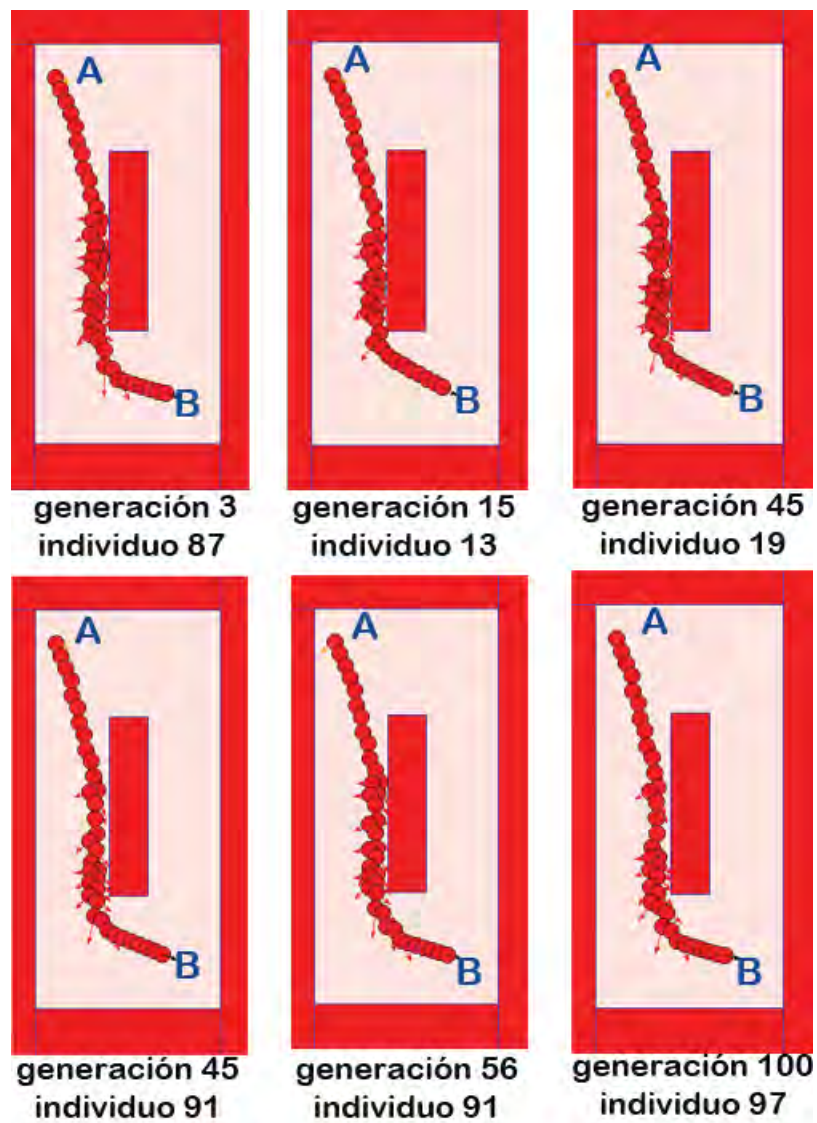 A
A
A
B
B
B
generación 3
individuo 87
generación 15
individuo 13
generación 45
individuo 19
A
A
A
B
B
B
generación 45
individuo 91
generación 56
individuo 91
generación 100
individuo 97